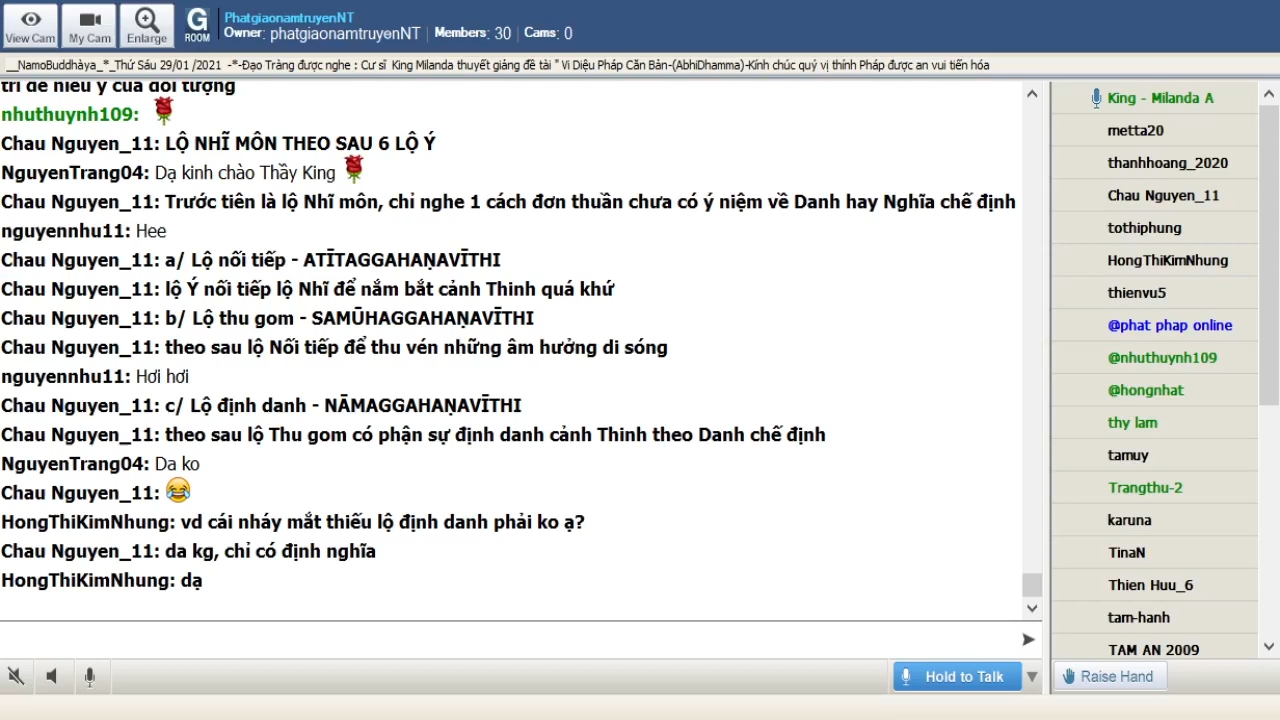 View Cam
My Cam
Enlarge
G
ROOM
PhatgiaonamtruyenNT
Owner: phatgiaonamtruyenNT | Members: 30 | Cams: 0
__NamoBuddhàya_*_Thứ Sáu 29/01 /2021 -*-Đạo Tràng được nghe : Cư sĩ King Milanda thuyết giảng đề tài " Vi Diệu Pháp Căn Bản-(AbhiDhamma)-Kính chúc quý vị thính Pháp được an vui tiến hóa
trí để hiểu ý của đối tượng
nhuthuynh109:
Chau Nguyen_11: LỘ NHĨ MÔN THEO SAU 6 LỘ Ý
NguyenTrang04: Dạ kinh chào Thầy King
Chau Nguyen_11: Trước tiên là lộ Nhĩ môn, chỉ nghe 1 cách đơn thuần chưa có ý niệm về Danh hay Nghĩa chế định
nguyennhu11: Hee
Chau Nguyen_11: a/ Lộ nối tiếp - ATĪTAGGAHAṆAVĪTHI
Chau Nguyen_11: lộ Ý nối tiếp lộ Nhĩ để nắm bắt cảnh Thinh quá khứ
Chau Nguyen_11: b/ Lộ thu gom - SAMŪHAGGAHAṆAVĪTHI
Chau Nguyen_11: theo sau lộ Nối tiếp để thu vén những âm hưởng di sóng
nguyennhu11: Hơi hơi
Chau Nguyen_11: c/ Lộ định danh - NĀMAGGAHAṆAVĪTHI
Chau Nguyen_11: theo sau lộ Thu gom có phận sự định danh cảnh Thinh theo Danh chế định
NguyenTrang04: Da ko
Chau Nguyen_11: 😂
HongThiKimNhung: vd cái nháy mắt thiếu lộ định danh phải ko ạ?
Chau Nguyen_11: da kg, chỉ có định nghĩa
HongThiKimNhung: dạ
Hold to Talk
King - Milanda A
metta20
thanhhoang_2020
Chau Nguyen_11
tothiphung
HongThiKimNhung
thienvu5
@phat phap online
@nhuthuynh109
@hongnhat
thy lam
tamuy
Trangthu-2
karuna
TinaN
Thien Huu_6
tam-hanh
TAM AN 2009
Raise Hand